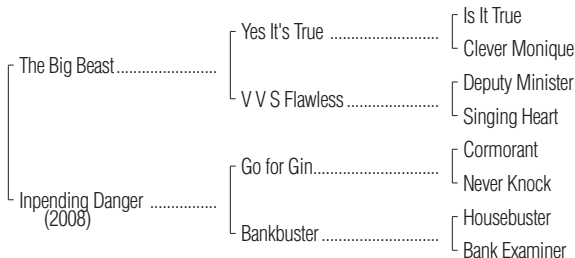 Is It True
Yes It's True ........................
Clever Monique
The Big Beast......................
Deputy Minister
V V S Flawless ....................
Singing Heart
Cormorant
Go for Gin............................
Never Knock
Inpending Danger ...............
(2008)
Housebuster
Bankbuster ..........................
Bank Examiner